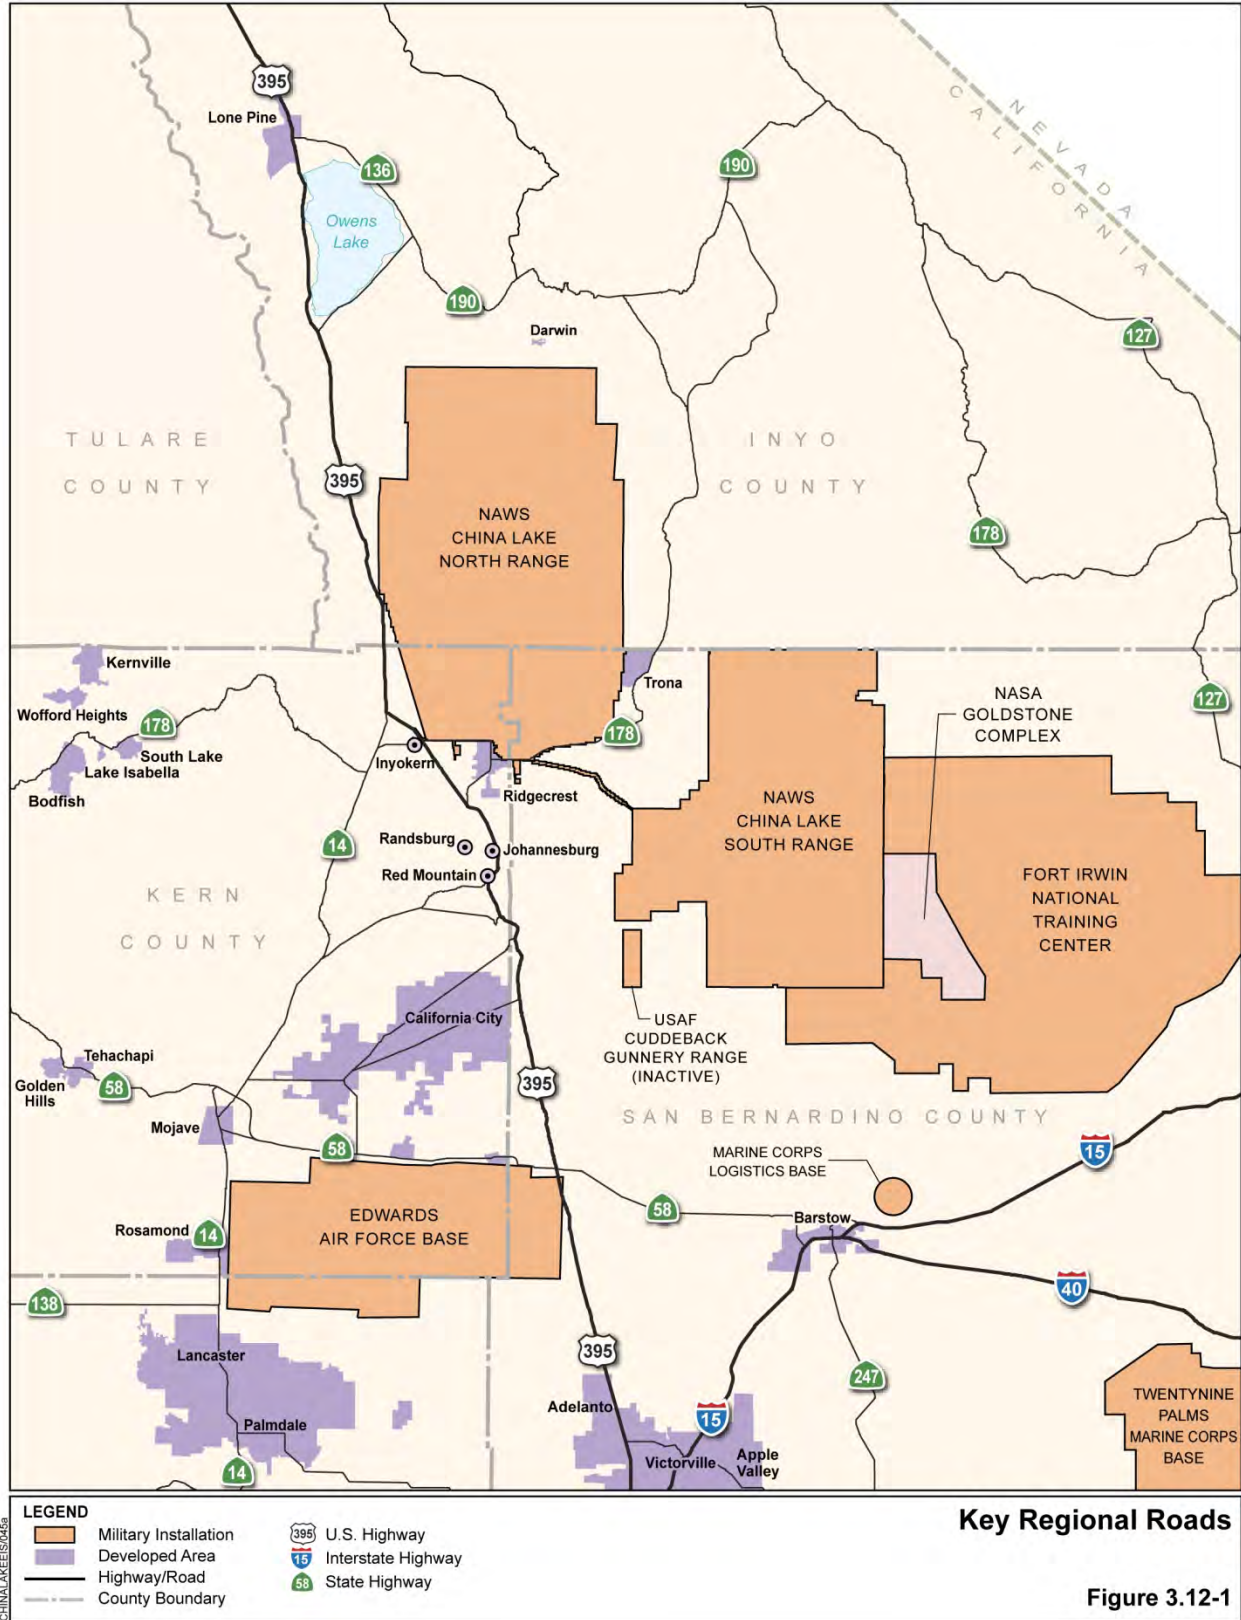 395
Lone Pine
136
190
NEVADA
CALIFORNIA
Owens
Lake
190
Darwin
127
TULARE
COUNTY
INYO
COUNTY
395
NAWS
CHINA LAKE
NORTH RANGE
178
Kernville
Wofford Heights
178
South Lake
Lake Isabella
Bodfish
Trona
178
NASA
GOLDSTONE
COMPLEX
127
Inyokern
Ridgecrest
NAWS
CHINA LAKE
SOUTH RANGE
14
Randsburg
Johannesburg
Red Mountain
FORT IRWIN
NATIONAL
TRAINING
CENTER
KERN
COUNTY
California City
USAF
CUDDEBACK
GUNNERY RANGE
(INACTIVE)
Tehachapi
Golden
Hills
58
395
Mojave
SAN BERNARDINO COUNTY
58
MARINE CORPS
LOGISTICS BASE
15
EDWARDS
AIR FORCE BASE
Rosamond
14
58
Barstow
40
138
Lancaster
395
247
Palmdale
Adelanto
15
14
Victorville
Apple
Valley
TWENTYNINE
PALMS
MARINE CORPS
BASE
LEGEND
Military Installation
Developed Area
Highway/Road
County Boundary
395 U.S. Highway
15 Interstate Highway
58 State Highway
Key Regional Roads
Figure 3.12-1
CHINALAKEEIS/045a